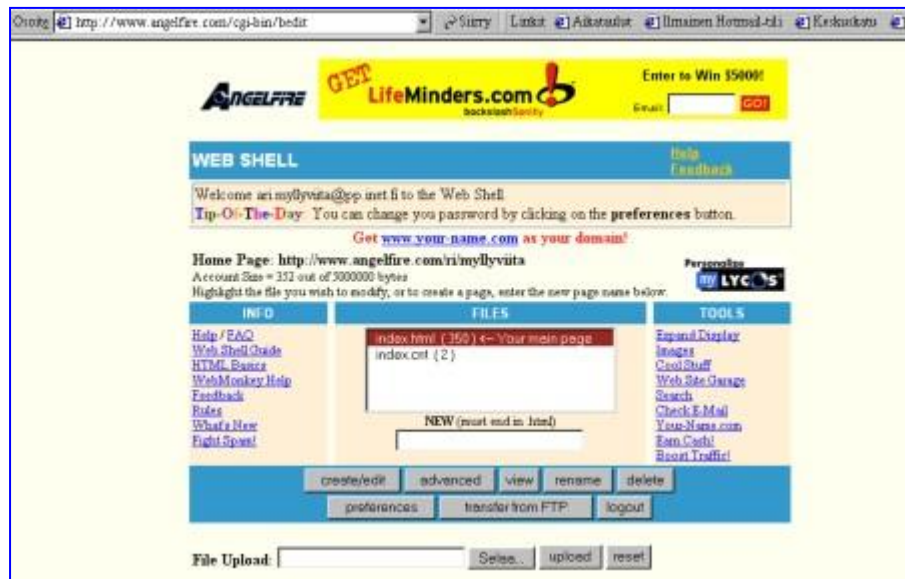 Osoite http://www.angelfire.com/cgi-bin/bedit Siirry Linkit Aikataulut Ilmainen Hotmail-tili Keskuskatu
ANGELFIRE
GET LifeMinders.com
backslash Sanity
Enter to Win $5000!
Email: GO!
WEB SHELL
Help
Feedback
Welcome ari.myllyviita@pp.inet.fi to the Web Shell
Tip-Of-The-Day: You can change you password by clicking on the preferences button.
Get www.your-name.com as your domain!
Home Page: http://www.angelfire.com/ri/myllyviita
Account Size = 352 out of 5000000 bytes
Highlight the file you wish to modify, or to create a page, enter the new page name below.
Personalize
my LYCOS
INFO
Help / FAQ
Web Shell Guide
HTML Basics
WebMonkey Help
Feedback
Rules
What's New
Fight Spam!
FILES
index.html ( 350 ) <-- Your main page
index.cnt ( 2 )
NEW (must end in .html)
TOOLS
Expand Display
Images
Cool Stuff
Web Site Garage
Search
Check E-Mail
Your-Name.com
Earn Cash!
Boost Traffic!
create/edit advanced view rename delete
preferences transfer from FTP logout
File Upload: Selaa... upload reset